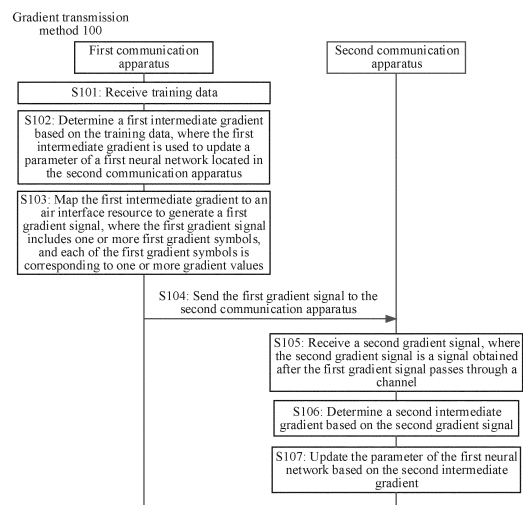 Gradient transmission
method 100
First communication
apparatus
Second communication
apparatus
S101: Receive training data
S102: Determine a first intermediate gradient
based on the training data, where the first
intermediate gradient is used to update a
parameter of a first neural network located in
the second communication apparatus
S103: Map the first intermediate gradient to an
air interface resource to generate a first
gradient signal, where the first gradient signal
includes one or more first gradient symbols,
and each of the first gradient symbols is
corresponding to one or more gradient values
S104: Send the first gradient signal to the
second communication apparatus
S105: Receive a second gradient signal, where
the second gradient signal is a signal obtained
after the first gradient signal passes through a
channel
S106: Determine a second intermediate
gradient based on the second gradient signal
S107: Update the parameter of the first neural
network based on the second intermediate
gradient